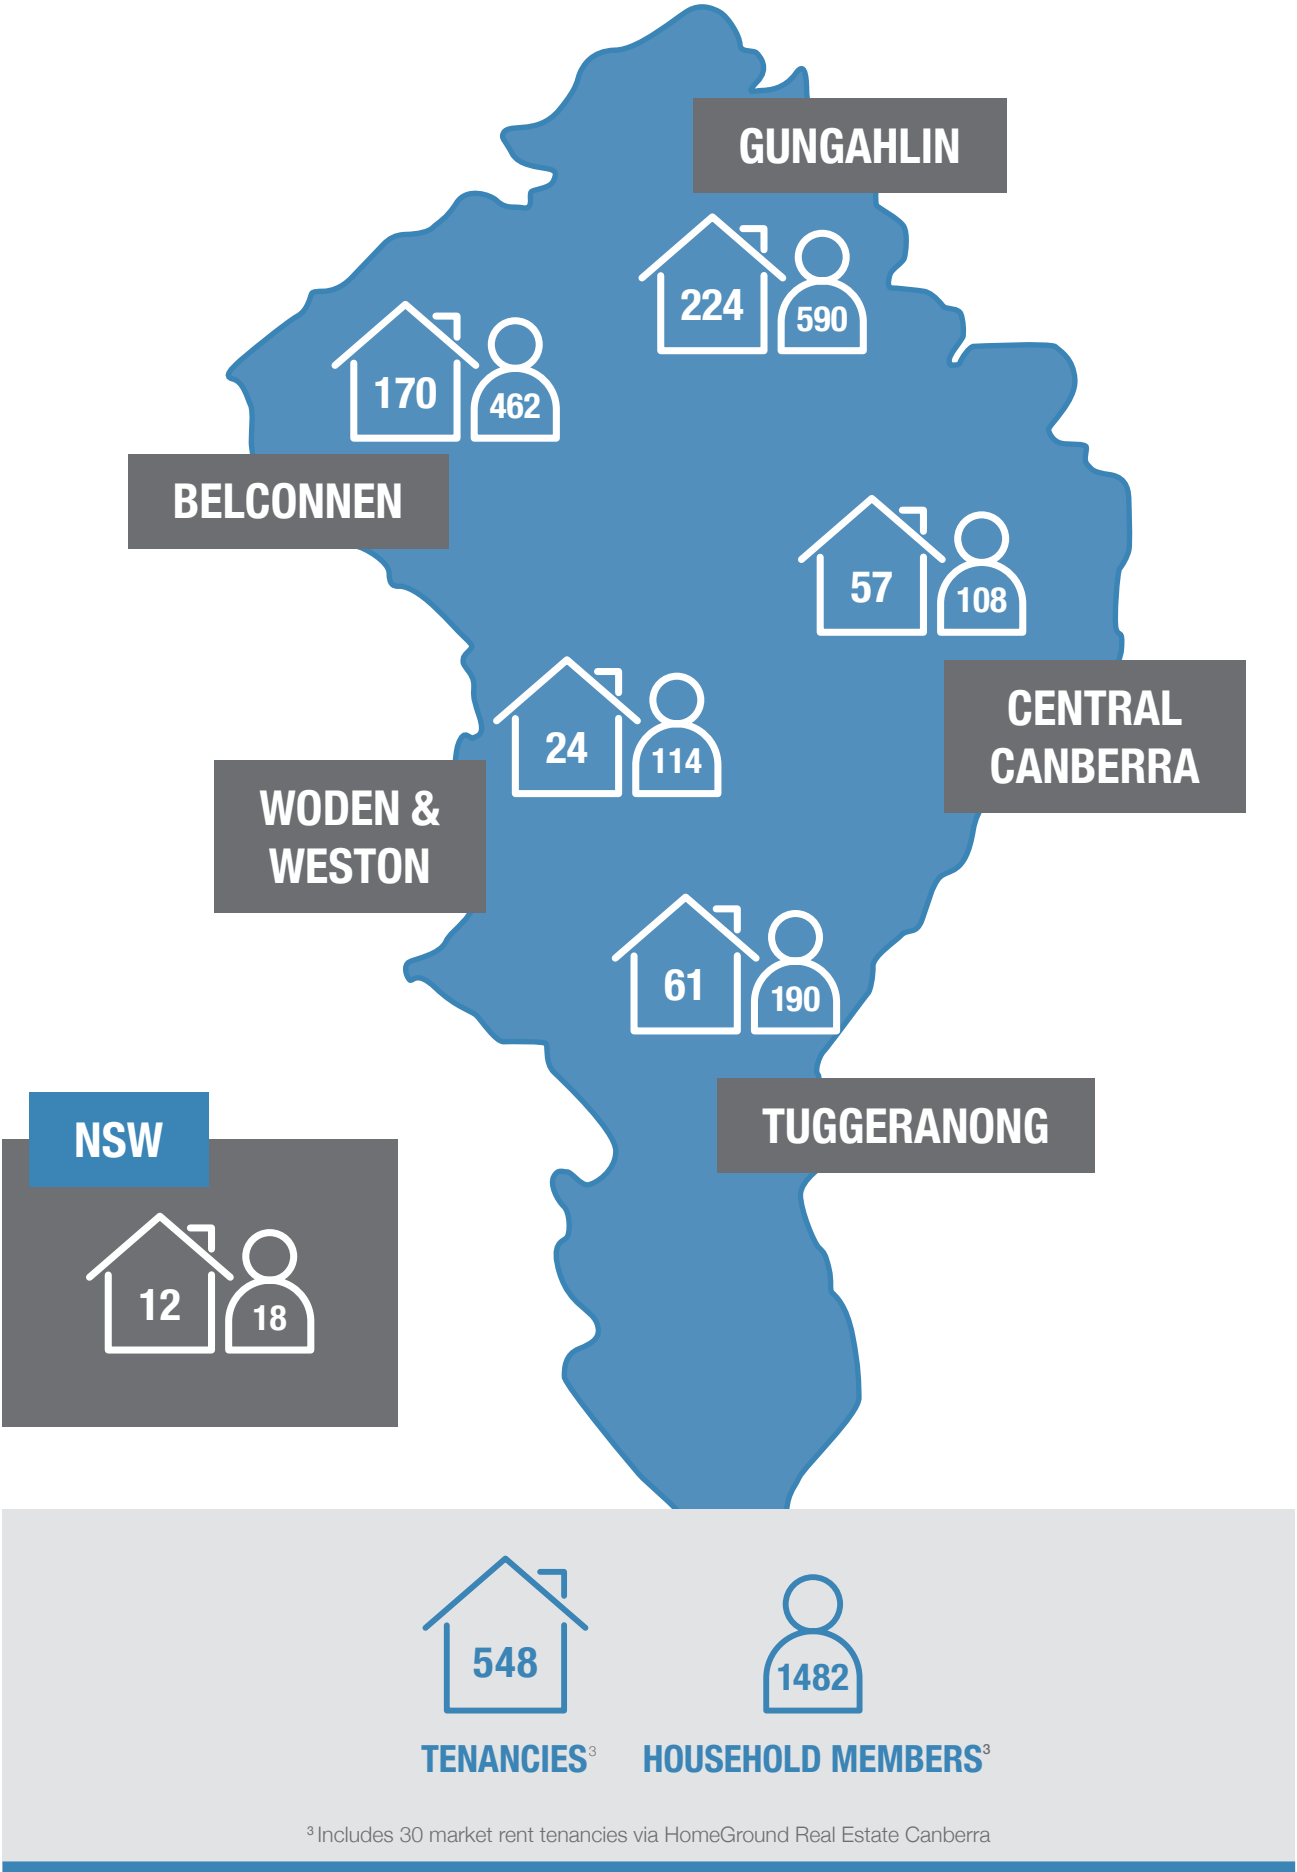 GUNGAHLIN
224
590
170
462
BELCONNEN
57
108
CENTRAL
CANBERRA
24
114
WODEN &
WESTON
61
190
TUGGERANONG
NSW
12
18
548
1482
TENANCIES³
HOUSEHOLD MEMBERS³
³ Includes 30 market rent tenancies via HomeGround Real Estate Canberra